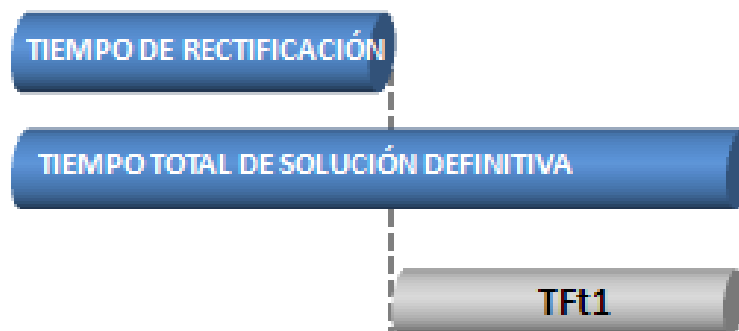 TIEMPO DE RECTIFICACIÓN
TIEMPO TOTAL DE SOLUCIÓN DEFINITIVA
TFt1